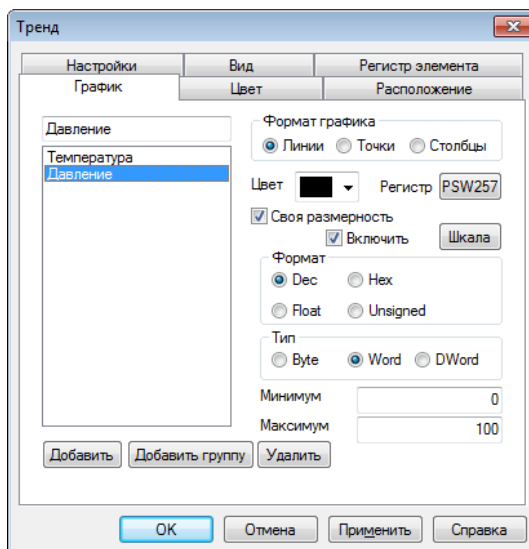 Тренд
Настройки Вид Регистр элемента
График Цвет Расположение
Давление
Температура
Давление
Формат графика
Линии Точки Столбцы
Цвет Регистр PSW257
Своя размерность
Включить Шкала
Формат
Dec Hex
Float Unsigned
Тип
Byte Word DWord
Минимум 0
Максимум 100
Добавить Добавить группу Удалить
OK Отмена Применить Справка